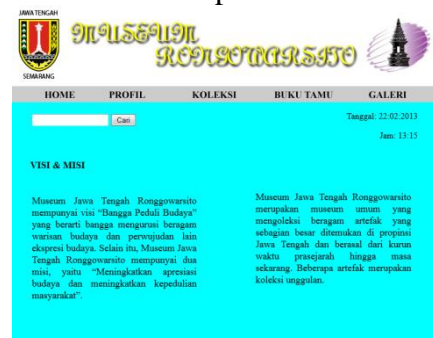 JAWA TENGAH
MUSEUM
RONGOWARSITO
SEMARANG
HOME PROFIL KOLEKSI BUKU TAMU GALERI
Cari
Tanggal: 22:02:2013
Jam: 13:15
VISI & MISI
Museum Jawa Tengah Ronggowarsito
mempunyai visi “Bangga Peduli Budaya”
yang berarti bangga mengurusi beragam
warisan budaya dan perwujudan lain
ekspresi budaya. Selain itu, Museum Jawa
Tengah Ronggowarsito mempunyai dua
misi, yaitu “Meningkatkan apresiasi
budaya dan meningkatkan kepedulian
masyarakat”.
Museum Jawa Tengah Ronggowarsito
merupakan museum umum yang
mengoleksi beragam artefak yang
sebagian besar ditemukan di propinsi
Jawa Tengah dan berasal dari kurun
waktu prasejarah hingga masa
sekarang. Beberapa artefak merupakan
koleksi unggulan.